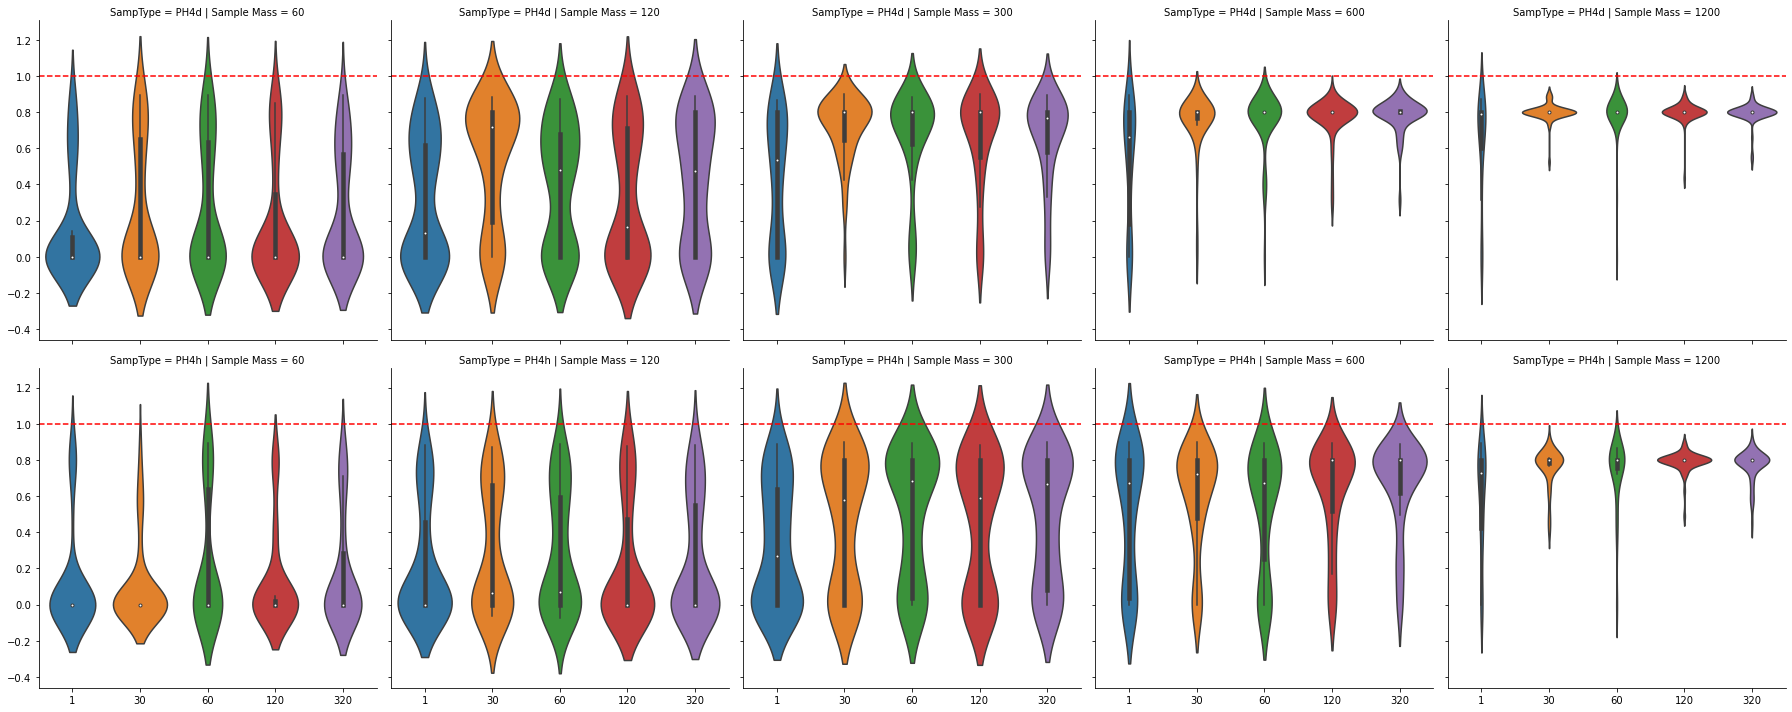 SampType = PH4d | Sample Mass = 60
SampType = PH4d | Sample Mass = 120
SampType = PH4d | Sample Mass = 300
SampType = PH4d | Sample Mass = 600
SampType = PH4d | Sample Mass = 1200
1.2
1.0
0.8
0.6
0.4
0.2
0.0
−0.2
−0.4
SampType = PH4h | Sample Mass = 60
SampType = PH4h | Sample Mass = 120
SampType = PH4h | Sample Mass = 300
SampType = PH4h | Sample Mass = 600
SampType = PH4h | Sample Mass = 1200
1.2
1.0
0.8
0.6
0.4
0.2
0.0
−0.2
−0.4
1 30 60 120 320
1 30 60 120 320
1 30 60 120 320
1 30 60 120 320
1 30 60 120 320